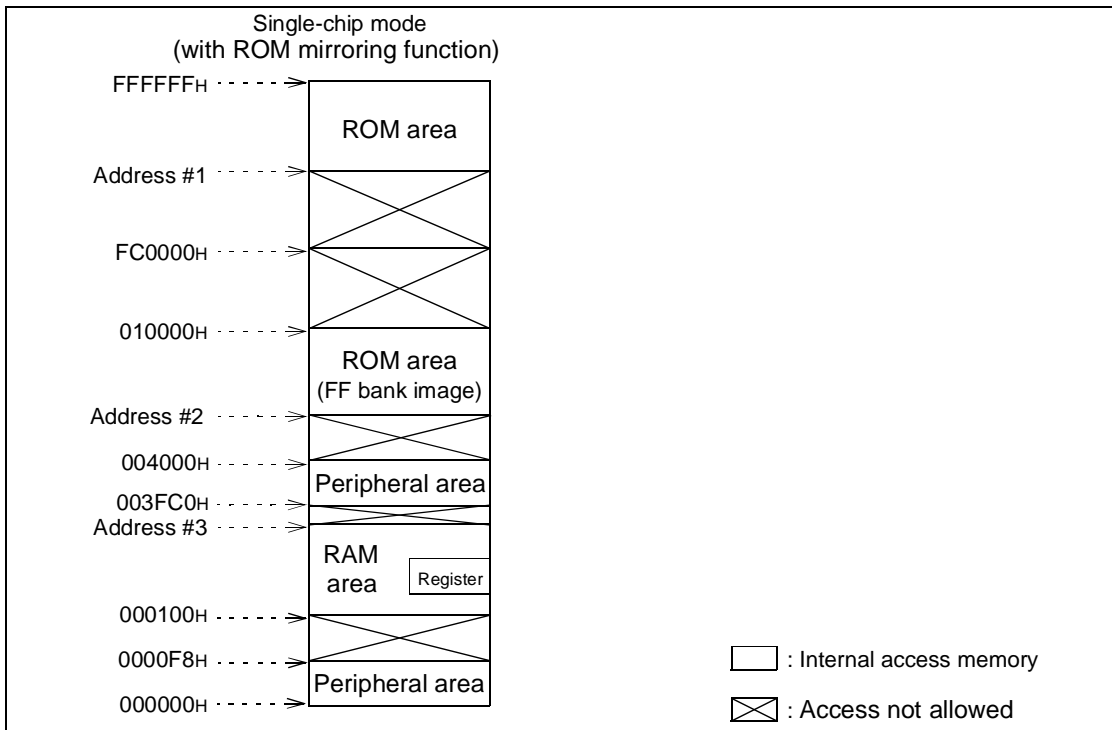 Single-chip mode
(with ROM mirroring function)
FFFFFFH
ROM area
Address #1
FC0000H
010000H
ROM area
(FF bank image)
Address #2
004000H
Peripheral area
003FC0H
Address #3
RAM
area
Register
000100H
0000F8H
Peripheral area
000000H
: Internal access memory
: Access not allowed